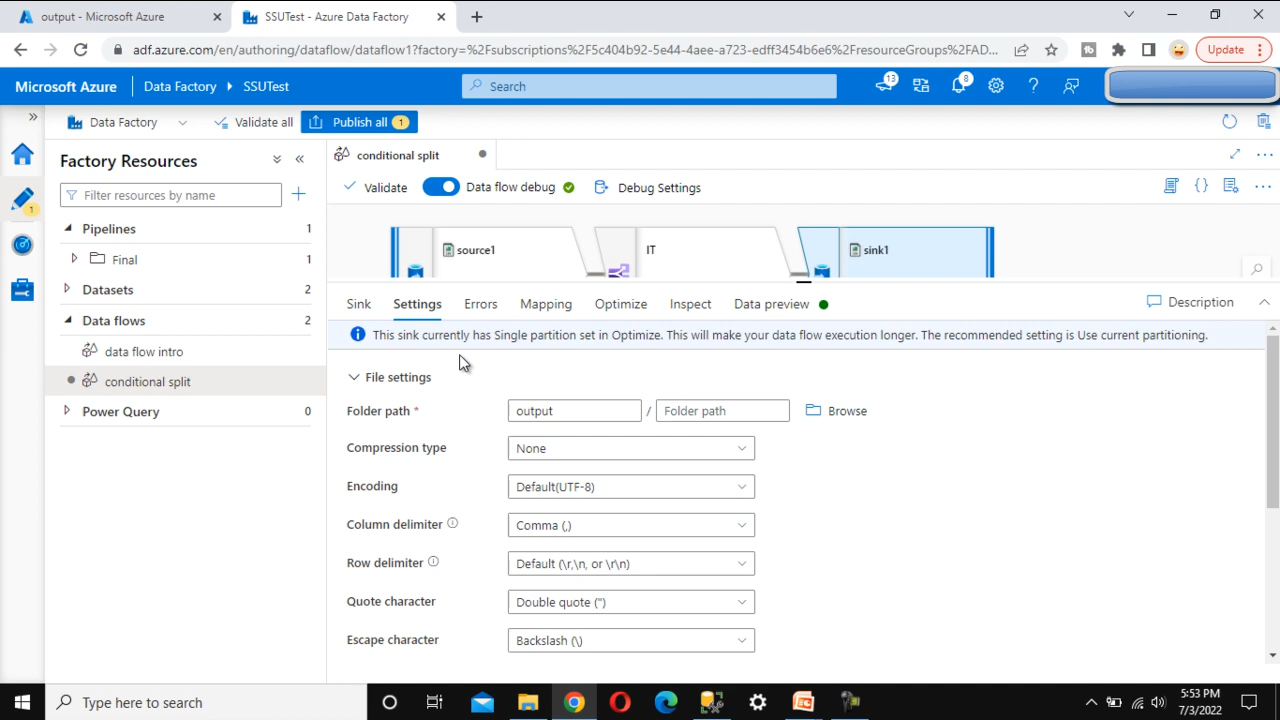 output - Microsoft Azure
SSUTest - Azure Data Factory
adf.azure.com/en/authoring/dataflow/dataflow1?factory=%2Fsubscriptions%2F5c404b92-5e44-4aee-a723-edff3454b6e6%2FresourceGroups%2FAD...
Update
Microsoft Azure
Data Factory
SSUTest
Search
13
8
Data Factory
Validate all
Publish all 1
Factory Resources
Filter resources by name
1
Pipelines 1
Final 1
Datasets 2
Data flows 2
data flow intro
conditional split
Power Query 0
conditional split
Validate
Data flow debug
Debug Settings
source1
IT
sink1
Sink
Settings
Errors
Mapping
Optimize
Inspect
Data preview
Description
This sink currently has Single partition set in Optimize. This will make your data flow execution longer. The recommended setting is Use current partitioning.
File settings
Folder path * output / Folder path Browse
Compression type None
Encoding Default(UTF-8)
Column delimiter Comma (,)
Row delimiter Default (\r,\n, or \r\n)
Quote character Double quote (")
Escape character Backslash (\)
Type here to search
5:53 PM
7/3/2022